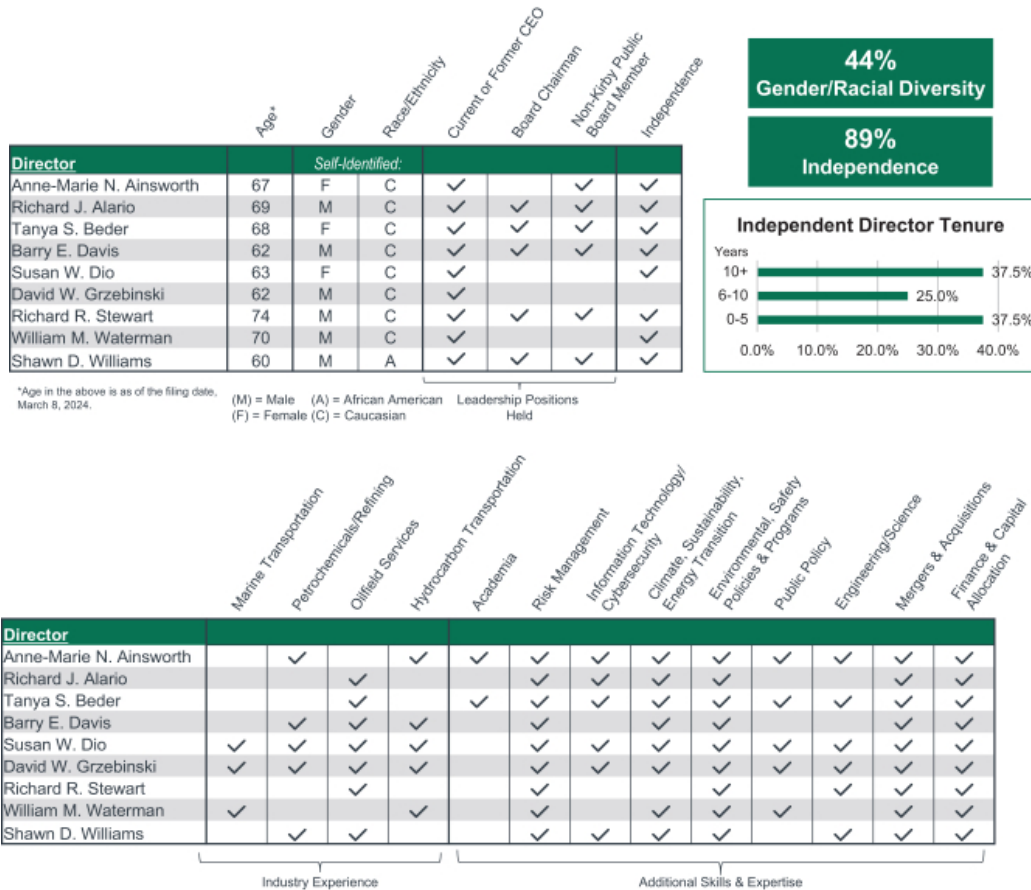 Age*
Gender
Race/Ethnicity
Current or Former CEO
Board Chairman
Non-Kirby Public
Board Member
Independence
Director Self-Identified:
Anne-Marie N. Ainsworth 67 F C ✓ ✓ ✓
Richard J. Alario 69 M C ✓ ✓ ✓ ✓
Tanya S. Beder 68 F C ✓ ✓ ✓ ✓
Barry E. Davis 62 M C ✓ ✓ ✓ ✓
Susan W. Dio 63 F C ✓ ✓
David W. Grzebinski 62 M C ✓
Richard R. Stewart 74 M C ✓ ✓ ✓ ✓
William M. Waterman 70 M C ✓ ✓
Shawn D. Williams 60 M A ✓ ✓ ✓ ✓
*Age in the above is as of the filing date,
March 8, 2024.
(M) = Male (A) = African American
(F) = Female (C) = Caucasian
Leadership Positions
Held
44%
Gender/Racial Diversity
89%
Independence
Independent Director Tenure
Years
10+ 37.5%
6-10 25.0%
0-5 37.5%
0.0% 10.0% 20.0% 30.0% 40.0%
Marine Transportation
Petrochemicals/Refining
Oilfield Services
Hydrocarbon Transportation
Academia
Risk Management
Information Technology/
Cybersecurity
Climate, Sustainability,
Energy Transition
Environmental, Safety
Policies & Programs
Public Policy
Engineering/Science
Mergers & Acquisitions
Finance & Capital
Allocation
Director
Anne-Marie N. Ainsworth ✓ ✓ ✓ ✓ ✓ ✓ ✓ ✓ ✓ ✓ ✓
Richard J. Alario ✓ ✓ ✓ ✓ ✓ ✓ ✓
Tanya S. Beder ✓ ✓ ✓ ✓ ✓ ✓ ✓ ✓ ✓ ✓
Barry E. Davis ✓ ✓ ✓ ✓ ✓ ✓ ✓ ✓
Susan W. Dio ✓ ✓ ✓ ✓ ✓ ✓ ✓ ✓ ✓ ✓ ✓ ✓
David W. Grzebinski ✓ ✓ ✓ ✓ ✓ ✓ ✓ ✓ ✓ ✓ ✓ ✓
Richard R. Stewart ✓ ✓ ✓ ✓ ✓ ✓
William M. Waterman ✓ ✓ ✓ ✓ ✓ ✓ ✓ ✓
Shawn D. Williams ✓ ✓ ✓ ✓ ✓ ✓ ✓ ✓ ✓
Industry Experience
Additional Skills & Expertise